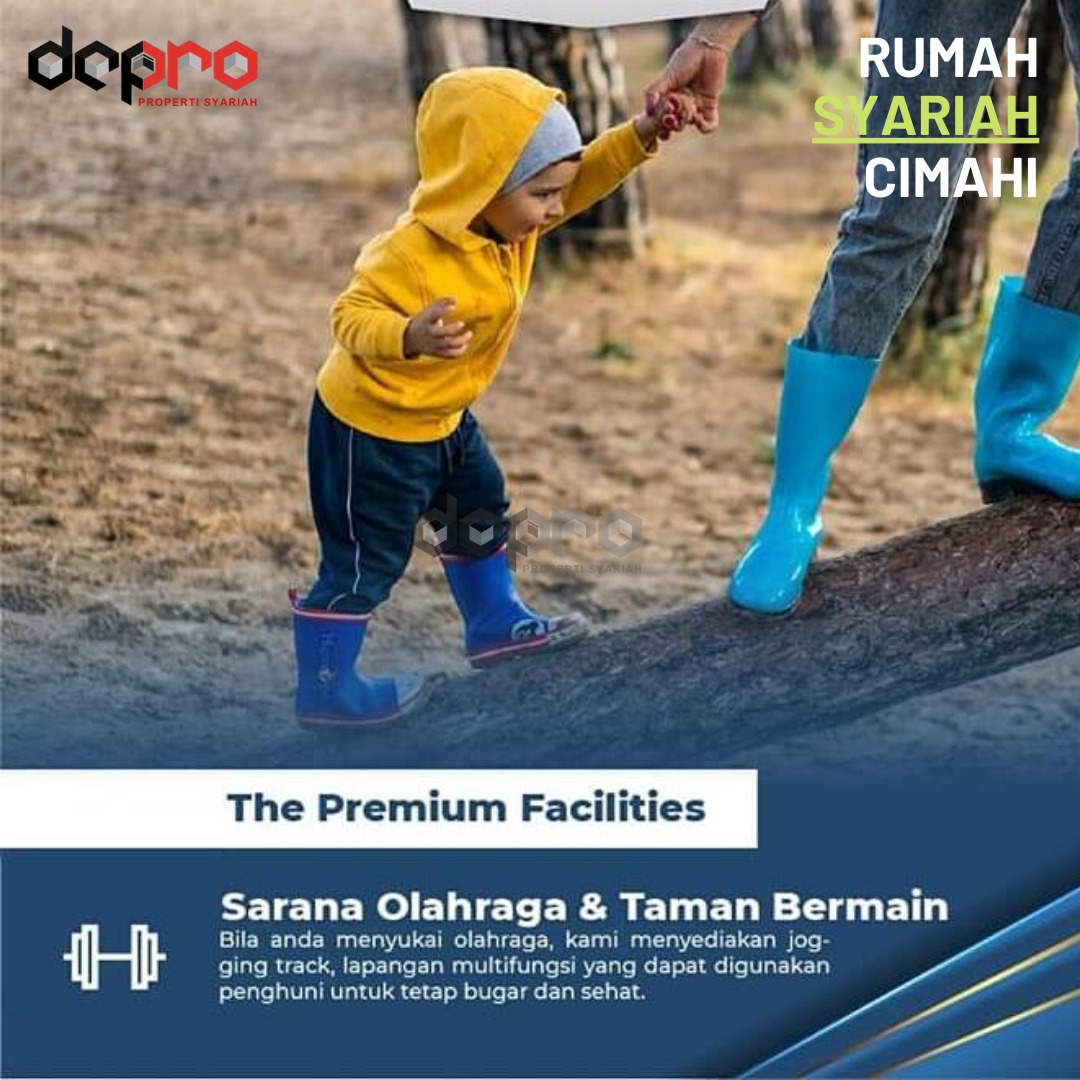 depro
PROPERTI SYARIAH
RUMAH
SYARIAH
CIMAHI
depro
PROPERTI SYARIAH
The Premium Facilities
Sarana Olahraga & Taman Bermain
Bila anda menyukai olahraga, kami menyediakan jog-
ging track, lapangan multifungsi yang dapat digunakan
penghuni untuk tetap bugar dan sehat.